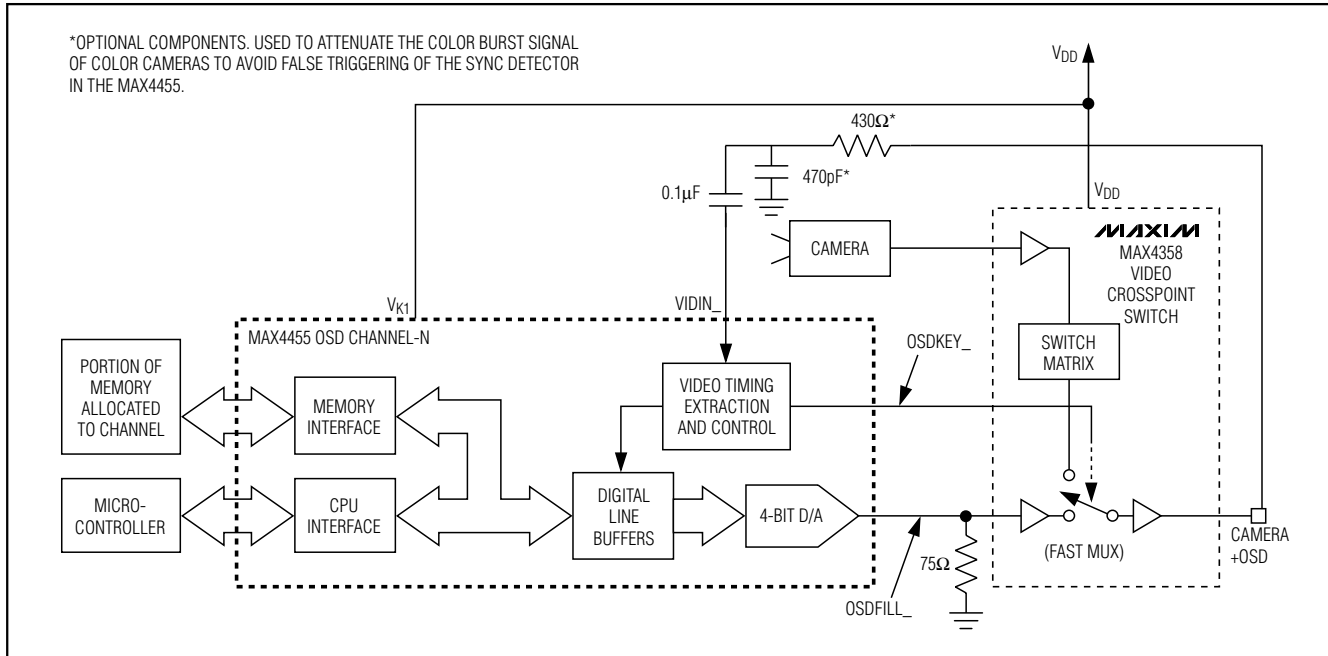 *OPTIONAL COMPONENTS. USED TO ATTENUATE THE COLOR BURST SIGNAL
OF COLOR CAMERAS TO AVOID FALSE TRIGGERING OF THE SYNC DETECTOR
IN THE MAX4455.
VDD
430Ω*
470pF*
0.1µF
VDD
MAXIM
MAX4358
VIDEO
CROSSPOINT
SWITCH
CAMERA
VK1
VIDIN_
MAX4455 OSD CHANNEL-N
OSDKEY_
SWITCH
MATRIX
PORTION OF
MEMORY
ALLOCATED
TO CHANNEL
MEMORY
INTERFACE
VIDEO TIMING
EXTRACTION
AND CONTROL
MICRO-
CONTROLLER
CPU
INTERFACE
DIGITAL
LINE
BUFFERS
4-BIT D/A
75Ω
(FAST MUX)
CAMERA
+OSD
OSDFILL_